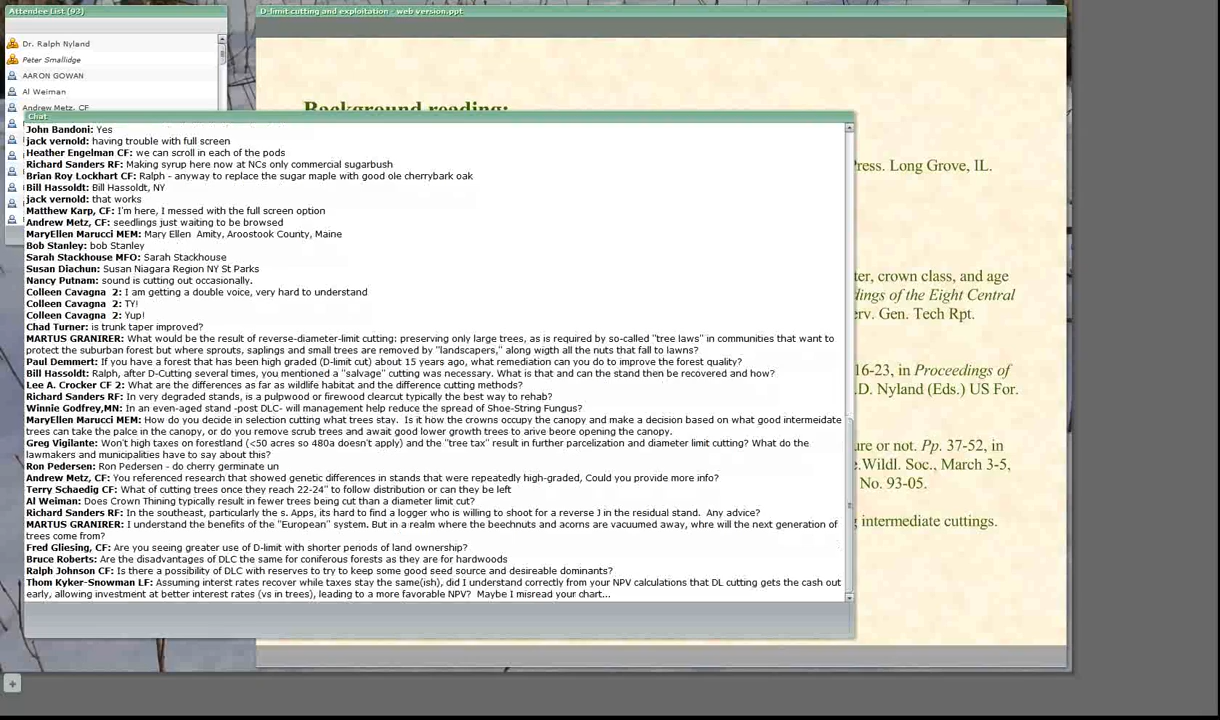 Attendee List (93)
D-limit cutting and exploitation - web version.ppt
Dr. Ralph Nyland
Peter Smallidge
AARON GOWAN
Al Weiman
Andrew Metz, CF
Background reading:
Chat
John Bandoni: Yes
jack vernold: having trouble with full screen
Heather Engelman CF: we can scroll in each of the pods
Richard Sanders RF: Making syrup here now at NCs only commercial sugarbush
Brian Roy Lockhart CF: Ralph - anyway to replace the sugar maple with good ole cherrybark oak
Bill Hassoldt: Bill Hassoldt, NY
jack vernold: that works
Matthew Karp, CF: I'm here, I messed with the full screen option
Andrew Metz, CF: seedlings just waiting to be browsed
MaryEllen Marucci MEM: Mary Ellen Amity, Aroostook County, Maine
Bob Stanley: bob Stanley
Sarah Stackhouse MFO: Sarah Stackhouse
Susan Diachun: Susan Niagara Region NY St Parks
Nancy Putnam: sound is cutting out occasionally.
Colleen Cavagna 2: I am getting a double voice, very hard to understand
Colleen Cavagna 2: TY!
Colleen Cavagna 2: Yup!
Chad Turner: is trunk taper improved?
MARTUS GRANIRER: What would be the result of reverse-diameter-limit cutting: preserving only large trees, as is required by so-called "tree laws" in communities that want to
protect the suburban forest but where sprouts, saplings and small trees are removed by "landscapers," along wigth all the nuts that fall to lawns?
Paul Demmert: If you have a forest that has been high graded (D-limit cut) about 15 years ago, what remediation can you do to improve the forest quality?
Bill Hassoldt: Ralph, after D-Cutting several times, you mentioned a "salvage" cutting was necessary. What is that and can the stand then be recovered and how?
Lee A. Crocker CF 2: What are the differences as far as wildlife habitat and the difference cutting methods?
Richard Sanders RF: In very degraded stands, is a pulpwood or firewood clearcut typically the best way to rehab?
Winnie Godfrey,MN: In an even-aged stand -post DLC- will management help reduce the spread of Shoe-String Fungus?
MaryEllen Marucci MEM: How do you decide in selection cutting what trees stay. Is it how the crowns occupy the canopy and make a decision based on what good intermeidate
trees can take the palce in the canopy, or do you remove scrub trees and await good lower growth trees to arive beore opening the canopy.
Greg Vigilante: Won't high taxes on forestland (<50 acres so 480a doesn't apply) and the "tree tax" result in further parcelization and diameter limit cutting? What do the
lawmakers and municipalities have to say about this?
Ron Pedersen: Ron Pedersen - do cherry germinate un
Andrew Metz, CF: You referenced research that showed genetic differences in stands that were repeatedly high-graded, Could you provide more info?
Terry Schaedig CF: What of cutting trees once they reach 22-24" to follow distribution or can they be left
Al Weiman: Does Crown Thining typically result in fewer trees being cut than a diameter limit cut?
Richard Sanders RF: In the southeast, particularly the s. Apps, its hard to find a logger who is willing to shoot for a reverse J in the residual stand. Any advice?
MARTUS GRANIRER: I understand the benefits of the "European" system. But in a realm where the beechnuts and acorns are vacuumed away, whre will the next generation of
trees come from?
Fred Gliesing, CF: Are you seeing greater use of D-limit with shorter periods of land ownership?
Bruce Roberts: Are the disadvantages of DLC the same for coniferous forests as they are for hardwoods
Ralph Johnson CF: Is there a possibility of DLC with reserves to try to keep some good seed source and desireable dominants?
Thom Kyker-Snowman LF: Assuming interst rates recover while taxes stay the same(ish), did I understand correctly from your NPV calculations that DL cutting gets the cash out
early, allowing investment at better interest rates (vs in trees), leading to a more favorable NPV? Maybe I misread your chart...
Press. Long Grove, IL.
ter, crown class, and age
dings of the Eight Central
erv. Gen. Tech Rpt.
16-23, in Proceedings of
.D. Nyland (Eds.) US For.
ure or not. Pp. 37-52, in
e.Wildl. Soc., March 3-5,
No. 93-05.
intermediate cuttings.